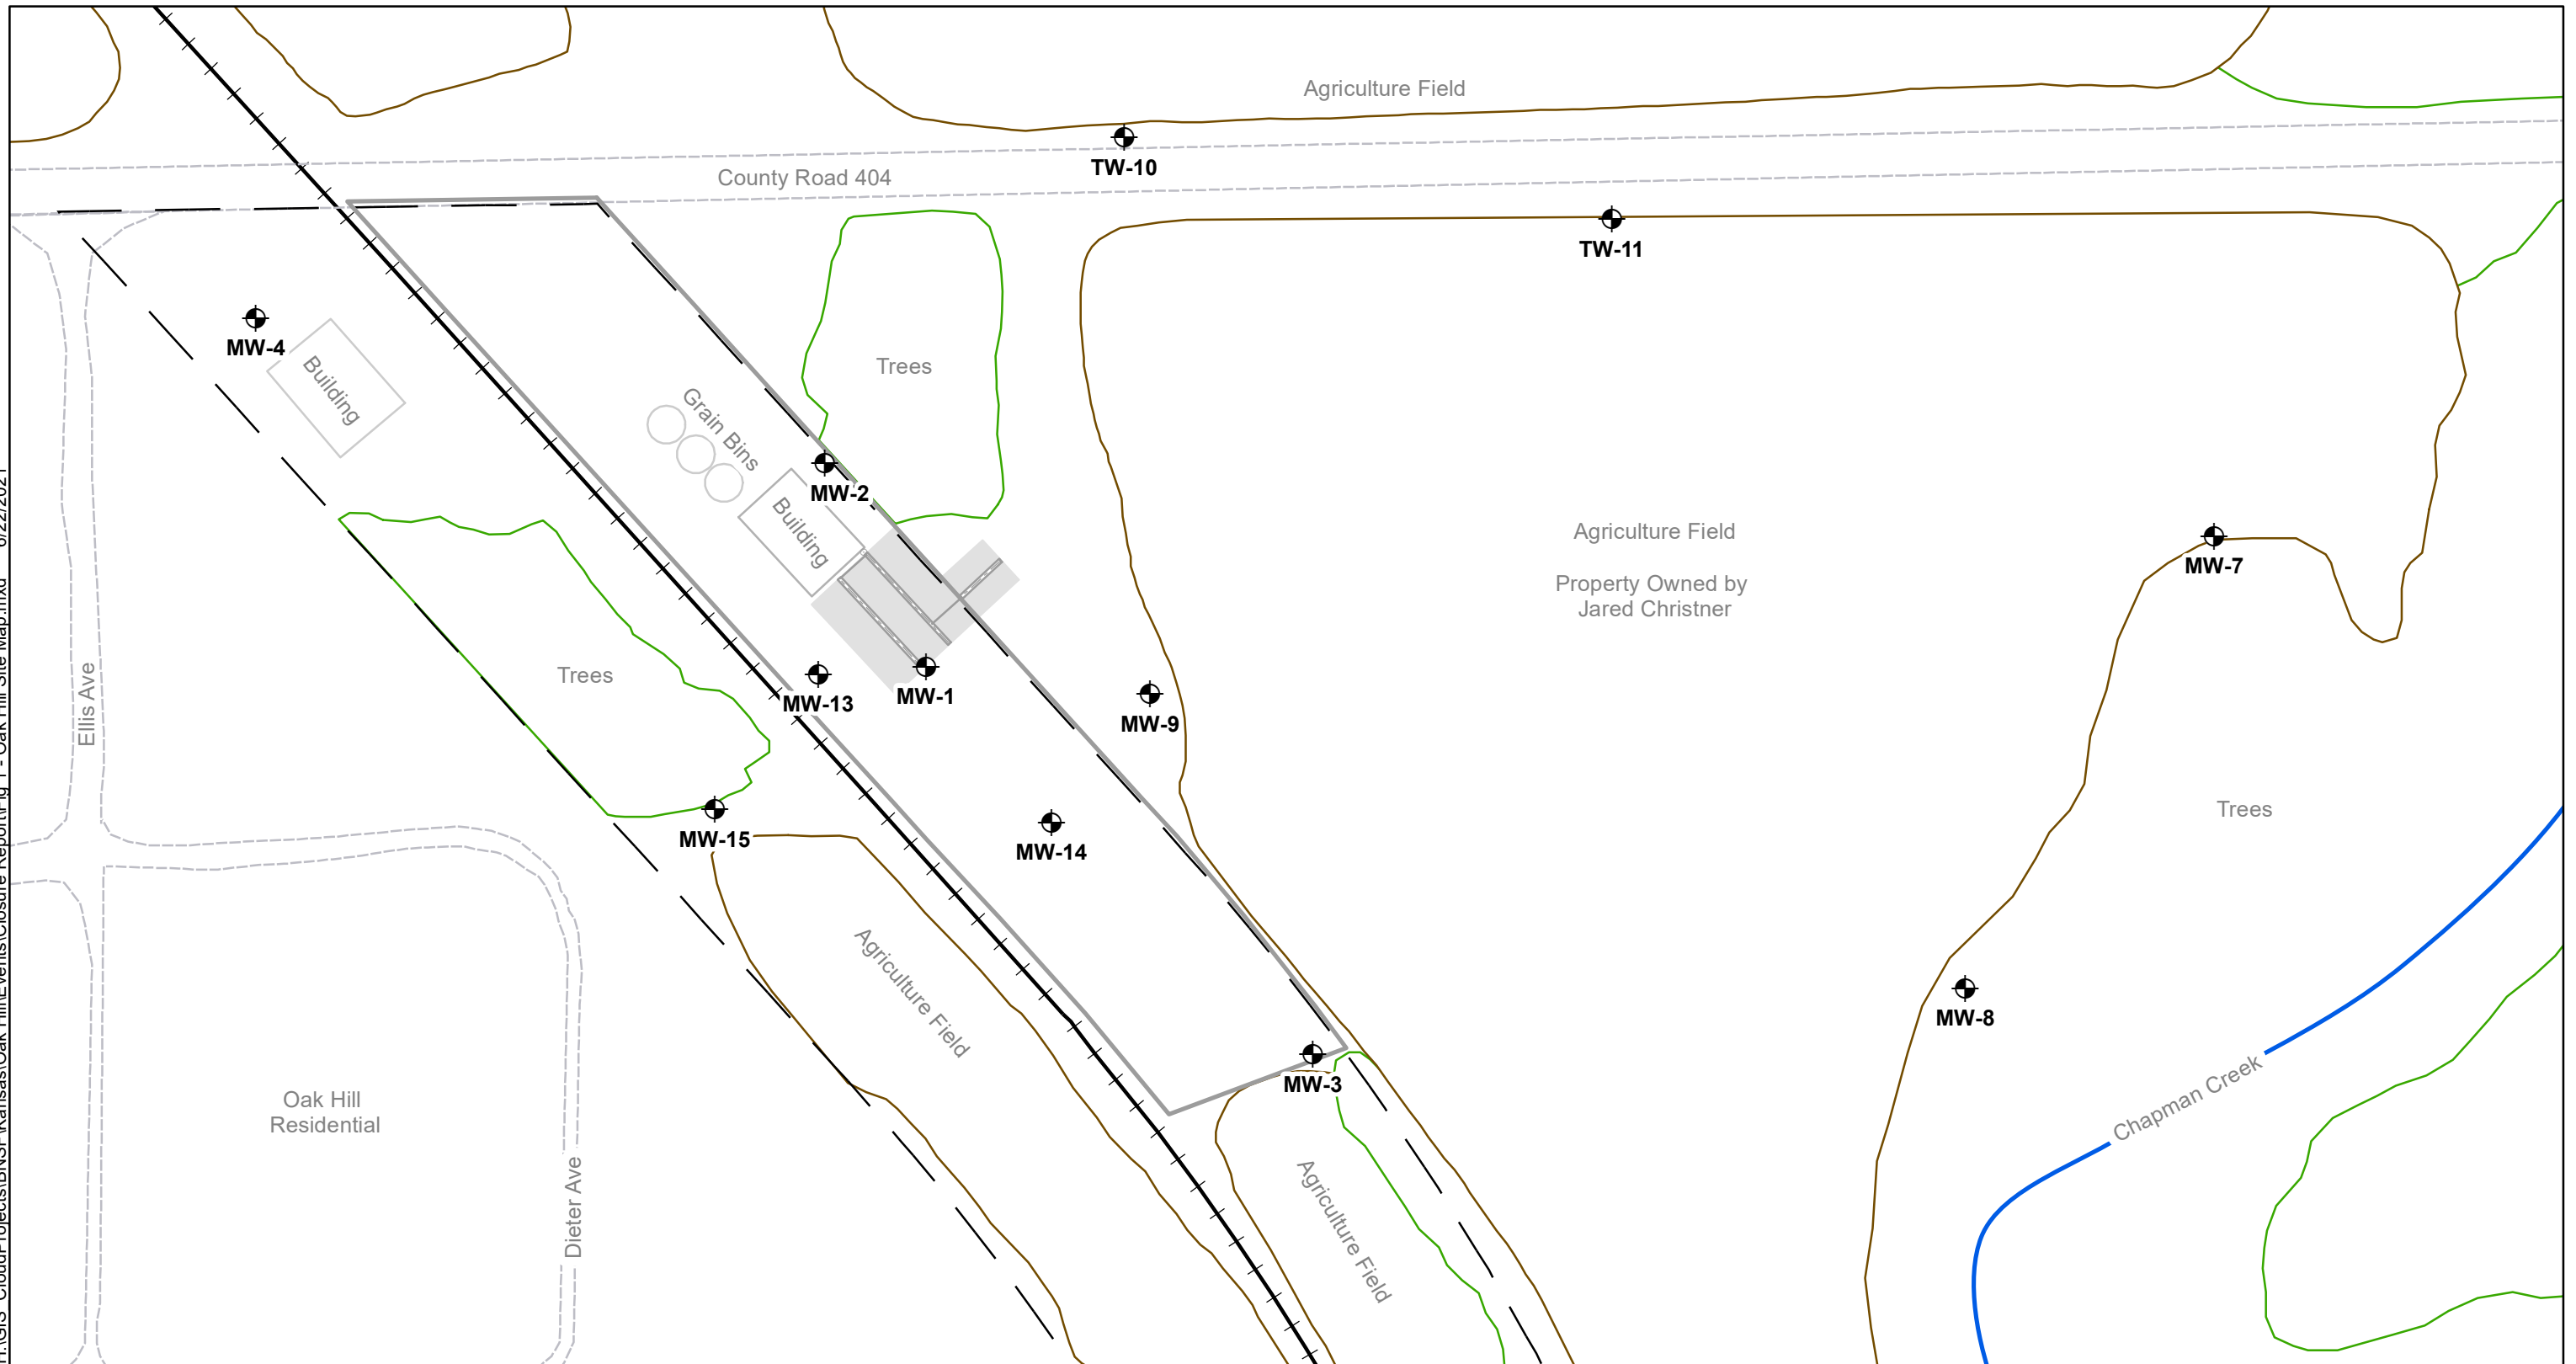 Agriculture Field
TW-10
County Road 404
TW-11
MW-4
Building
Trees
Grain Bins
MW-2
Building
Agriculture Field
Property Owned by
Jared Christner
MW-7
Trees
Ellis Ave
MW-13
MW-1
MW-9
MW-15
MW-14
Trees
Agriculture Field
MW-8
MW-3
Oak Hill
Residential
Dieter Ave
Agriculture Field
Chapman Creek